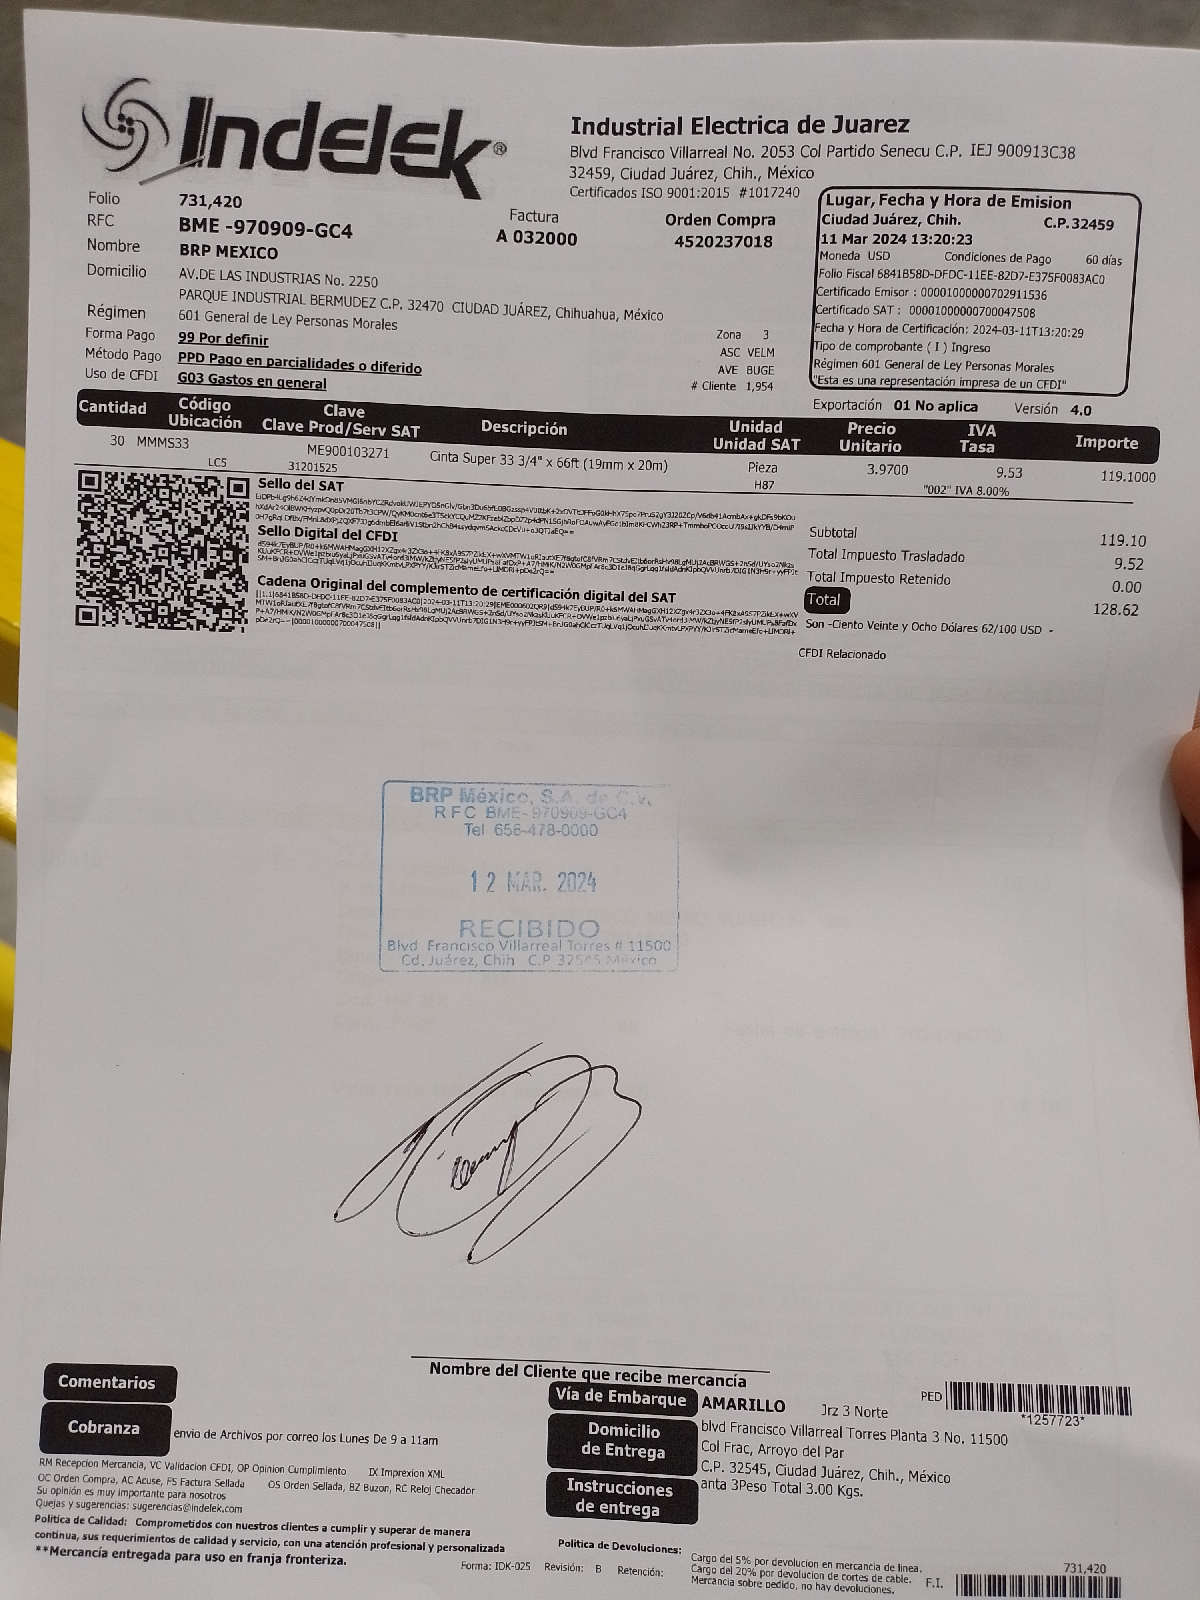 Indelek®
Industrial Electrica de Juarez
Blvd Francisco Villarreal No. 2053 Col Partido Senecu C.P. IEJ 900913C38
32459, Ciudad Juárez, Chih., México
Certificados ISO 9001:2015 #1017240
Folio 731,420
RFC BME -970909-GC4
Nombre BRP MEXICO
Domicilio AV.DE LAS INDUSTRIAS No. 2250
PARQUE INDUSTRIAL BERMUDEZ C.P. 32470 CIUDAD JUÁREZ, Chihuahua, México
Régimen 601 General de Ley Personas Morales
Forma Pago 99 Por definir
Método Pago PPD Pago en parcialidades o diferido
Uso de CFDI G03 Gastos en general
Factura
A 032000
Orden Compra
4520237018
Zona 3
ASC VELM
AVE BUGE
# Cliente 1,954
Lugar, Fecha y Hora de Emision
Ciudad Juárez, Chih. C.P. 32459
11 Mar 2024 13:20:23
Moneda USD Condiciones de Pago 60 días
Folio Fiscal 6841B58D-DFDC-11EE-82D7-E375F0083AC0
Certificado Emisor : 00001000000702911536
Certificado SAT : 00001000000700047508
Fecha y Hora de Certificación: 2024-03-11T13:20:29
Tipo de comprobante ( I ) Ingreso
Régimen 601 General de Ley Personas Morales
"Esta es una representación impresa de un CFDI"
Exportación 01 No aplica Versión 4.0
Cantidad Código Ubicación Clave Clave Prod/Serv SAT Descripción Unidad Unidad SAT Precio Unitario IVA Tasa Importe
30 MMMS33 ME900103271 Cinta Super 33 3/4" x 66ft (19mm x 20m) Pieza 3.9700 9.53 119.1000
LC5 31201525 H87 "002" IVA 8.00%
Sello del SAT
Sello Digital del CFDI
Cadena Original del complemento de certificación digital del SAT
Subtotal 119.10
Total Impuesto Trasladado 9.52
Total Impuesto Retenido 0.00
Total 128.62
Son -Ciento Veinte y Ocho Dólares 62/100 USD -
CFDI Relacionado
BRP México, S.A. de C.V.
RFC BME-970909-GC4
Tel 656-478-0000
12 MAR. 2024
RECIBIDO
Blvd Francisco Villarreal Torres # 11500
Cd. Juárez, Chih C.P 32545 México
Nombre del Cliente que recibe mercancía
Comentarios
Cobranza envio de Archivos por correo los Lunes De 9 a 11am
Vía de Embarque AMARILLO Jrz 3 Norte
PED *1257723*
Domicilio de Entrega
blvd Francisco Villarreal Torres Planta 3 No. 11500
Col Frac, Arroyo del Par
C.P. 32545, Ciudad Juárez, Chih., México
Instrucciones de entrega
anta 3Peso Total 3.00 Kgs.
RM Recepcion Mercancia, VC Validacion CFDI, OP Opinion Cumplimiento IX Imprexion XML
OC Orden Compra, AC Acuse, FS Factura Sellada OS Orden Sellada, BZ Buzon, RC Reloj Checador
Su opinión es muy importante para nosotros
Quejas y sugerencias: sugerencias@indelek.com
Politica de Calidad: Comprometidos con nuestros clientes a cumplir y superar de manera
continua, sus requerimientos de calidad y servicio, con una atención profesional y personalizada
**Mercancía entregada para uso en franja fronteriza.
Forma: IDK-025 Revisión: B Retención:
Politica de Devoluciones:
Cargo del 5% por devolucion en mercancia de linea.
Cargo del 20% por devolucion de cortes de cable.
Mercancia sobre pedido, no hay devoluciones.
F.I. 731,420